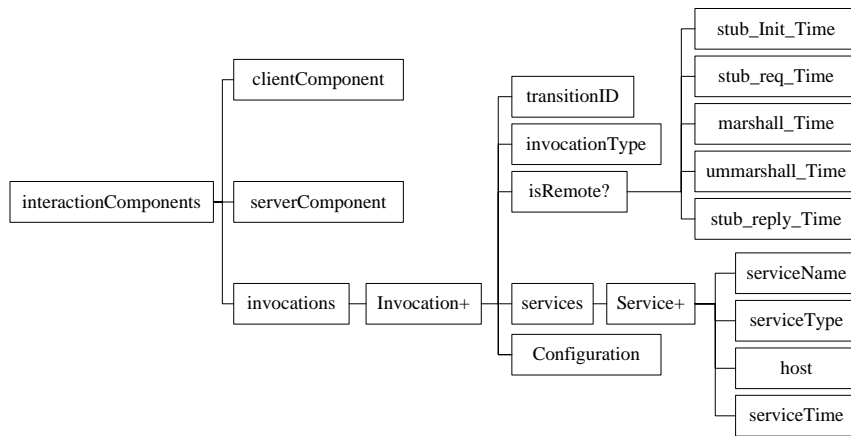 interactionComponents
clientComponent
serverComponent
invocations
Invocation+
transitionID
invocationType
isRemote?
services
Configuration
stub_Init_Time
stub_req_Time
marshall_Time
ummarshall_Time
stub_reply_Time
Service+
serviceName
serviceType
host
serviceTime